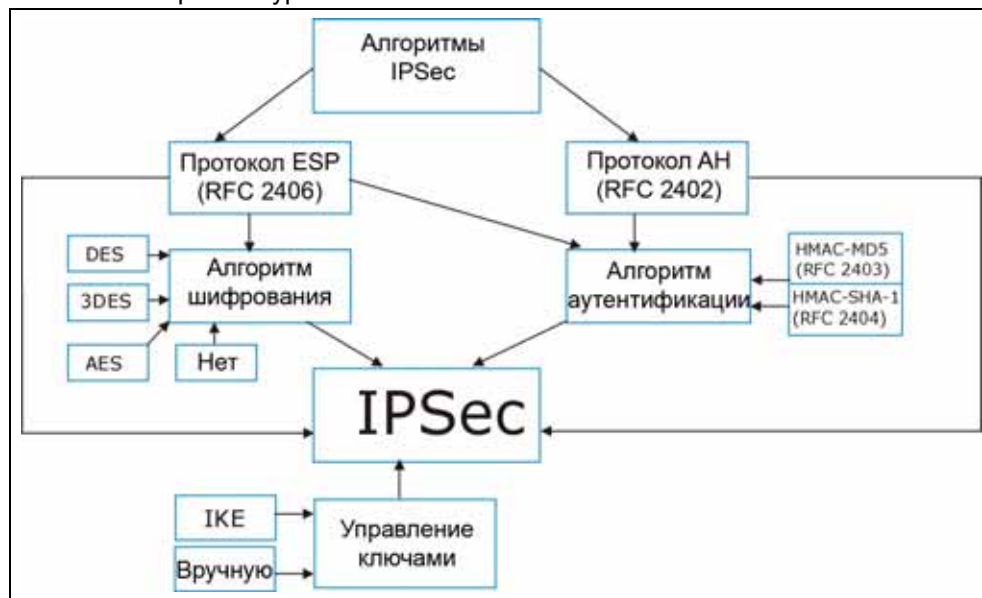 Алгоритмы
IPSec
Протокол ESP
(RFC 2406)
Протокол AH
(RFC 2402)
DES
3DES
AES
Нет
Алгоритм
шифрования
Алгоритм
аутентификации
HMAC-MD5
(RFC 2403)
HMAC-SHA-1
(RFC 2404)
IPSec
IKE
Вручную
Управление
ключами